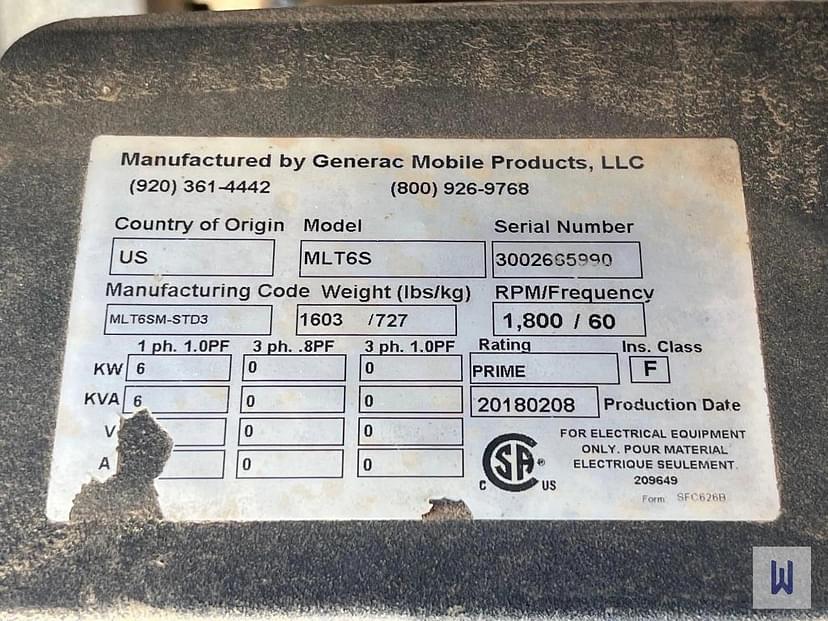 Manufactured by Generac Mobile Products, LLC
(920) 361-4442 (800) 926-9768
Country of Origin Model Serial Number
US MLT6S 3002665990
Manufacturing Code Weight (lbs/kg) RPM/Frequency
MLT6SM-STD3 1603 /727 1,800 / 60
1 ph. 1.0PF 3 ph. .8PF 3 ph. 1.0PF Rating Ins. Class
KW 6 0 0 PRIME F
KVA 6 0 0 20180208 Production Date
V 0 0
A 0 0
FOR ELECTRICAL EQUIPMENT
ONLY. POUR MATERIAL
ELECTRIQUE SEULEMENT.
209649
C SA ® US
Form SFC626B
W